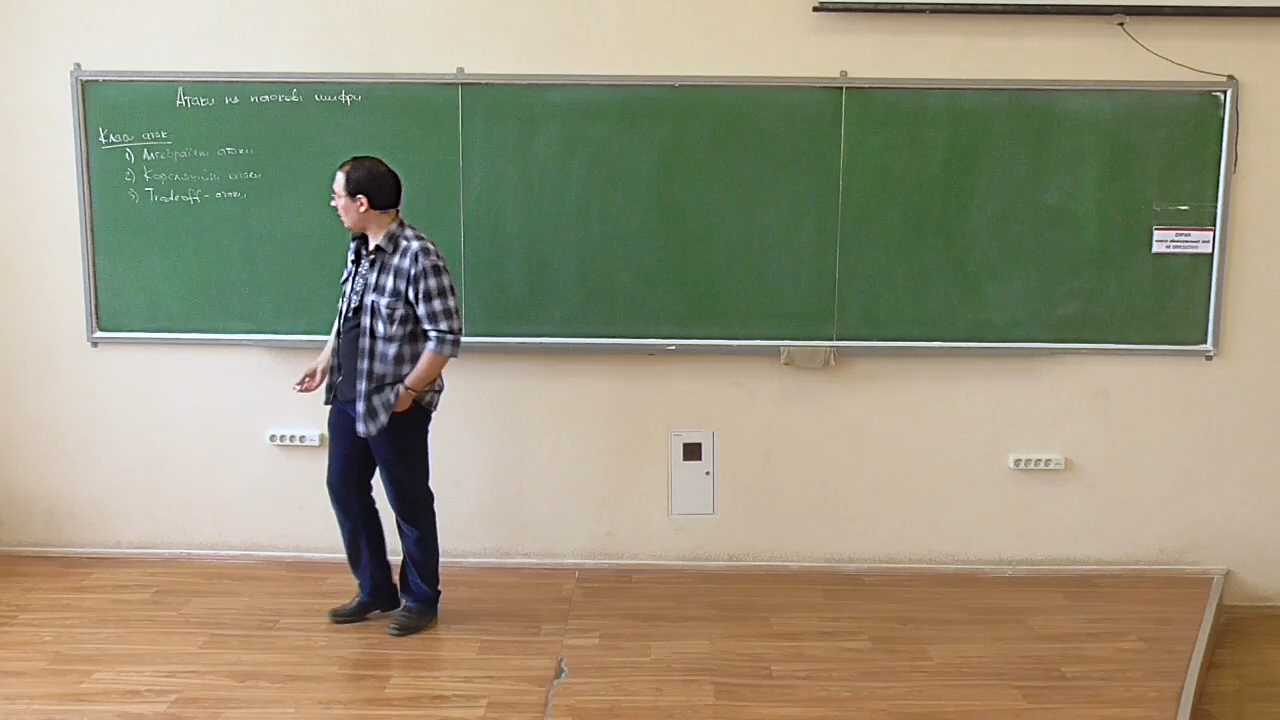 Атаки на потокові шифри
Класи атак
1) Алгебраїчні атаки
2) Кореляційні атаки
3) Tradeoff - атаки